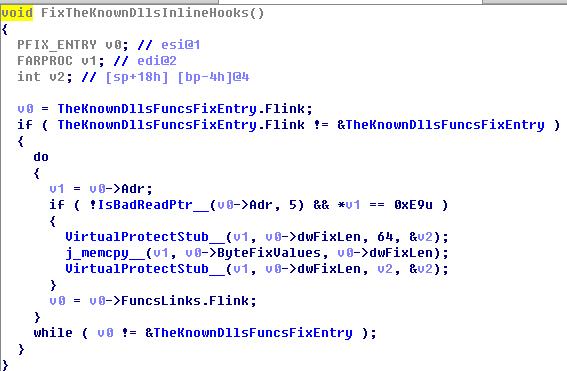 void FixTheKnownDllsInlineHooks()
{
  PFIX_ENTRY v0; // esi@1
  FARPROC v1; // edi@2
  int v2; // [sp+18h] [bp-4h]@4

  v0 = TheKnownDllsFuncsFixEntry.Flink;
  if ( TheKnownDllsFuncsFixEntry.Flink != &TheKnownDllsFuncsFixEntry )
  {
    do
    {
      v1 = v0->Adr;
      if ( !IsBadReadPtr__(v0->Adr, 5) && *v1 == 0xE9u )
      {
        VirtualProtectStub__(v1, v0->dwFixLen, 64, &v2);
        j_memcpy__(v1, v0->ByteFixValues, v0->dwFixLen);
        VirtualProtectStub__(v1, v0->dwFixLen, v2, &v2);
      }
      v0 = v0->FuncsLinks.Flink;
    }
    while ( v0 != &TheKnownDllsFuncsFixEntry );
  }
}